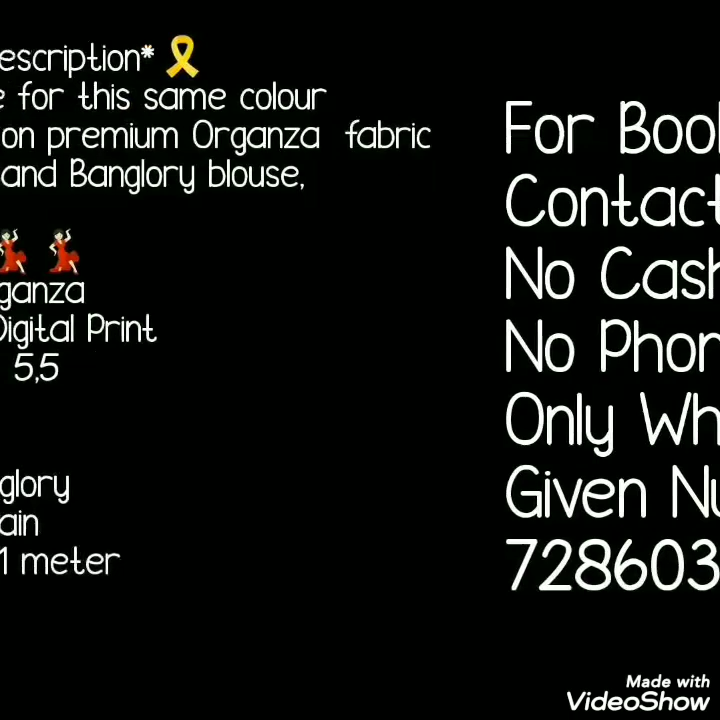 escription*
for this same colour
on premium Organza fabric
and Banglory blouse,
ganza
Digital Print
5,5
glory
ain
1 meter
For Boo
Contact
No Cash
No Phon
Only Wh
Given Nu
728603
Made with
VideoShow